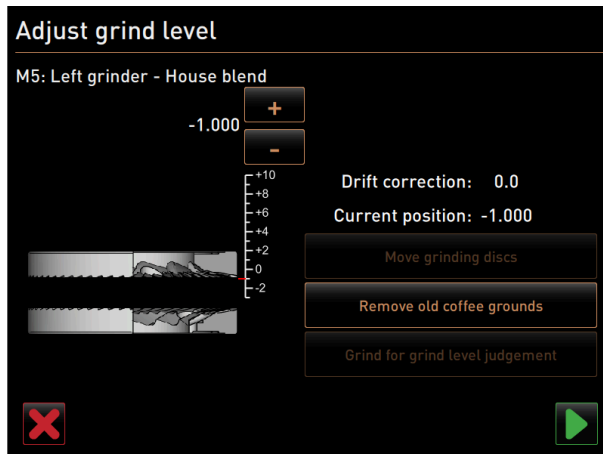 Adjust grind level
M5: Left grinder - House blend
+
-1.000
-
+10
+8
+6
+4
+2
0
-2
Drift correction: 0.0
Current position: -1.000
Move grinding discs
Remove old coffee grounds
Grind for grind level judgement